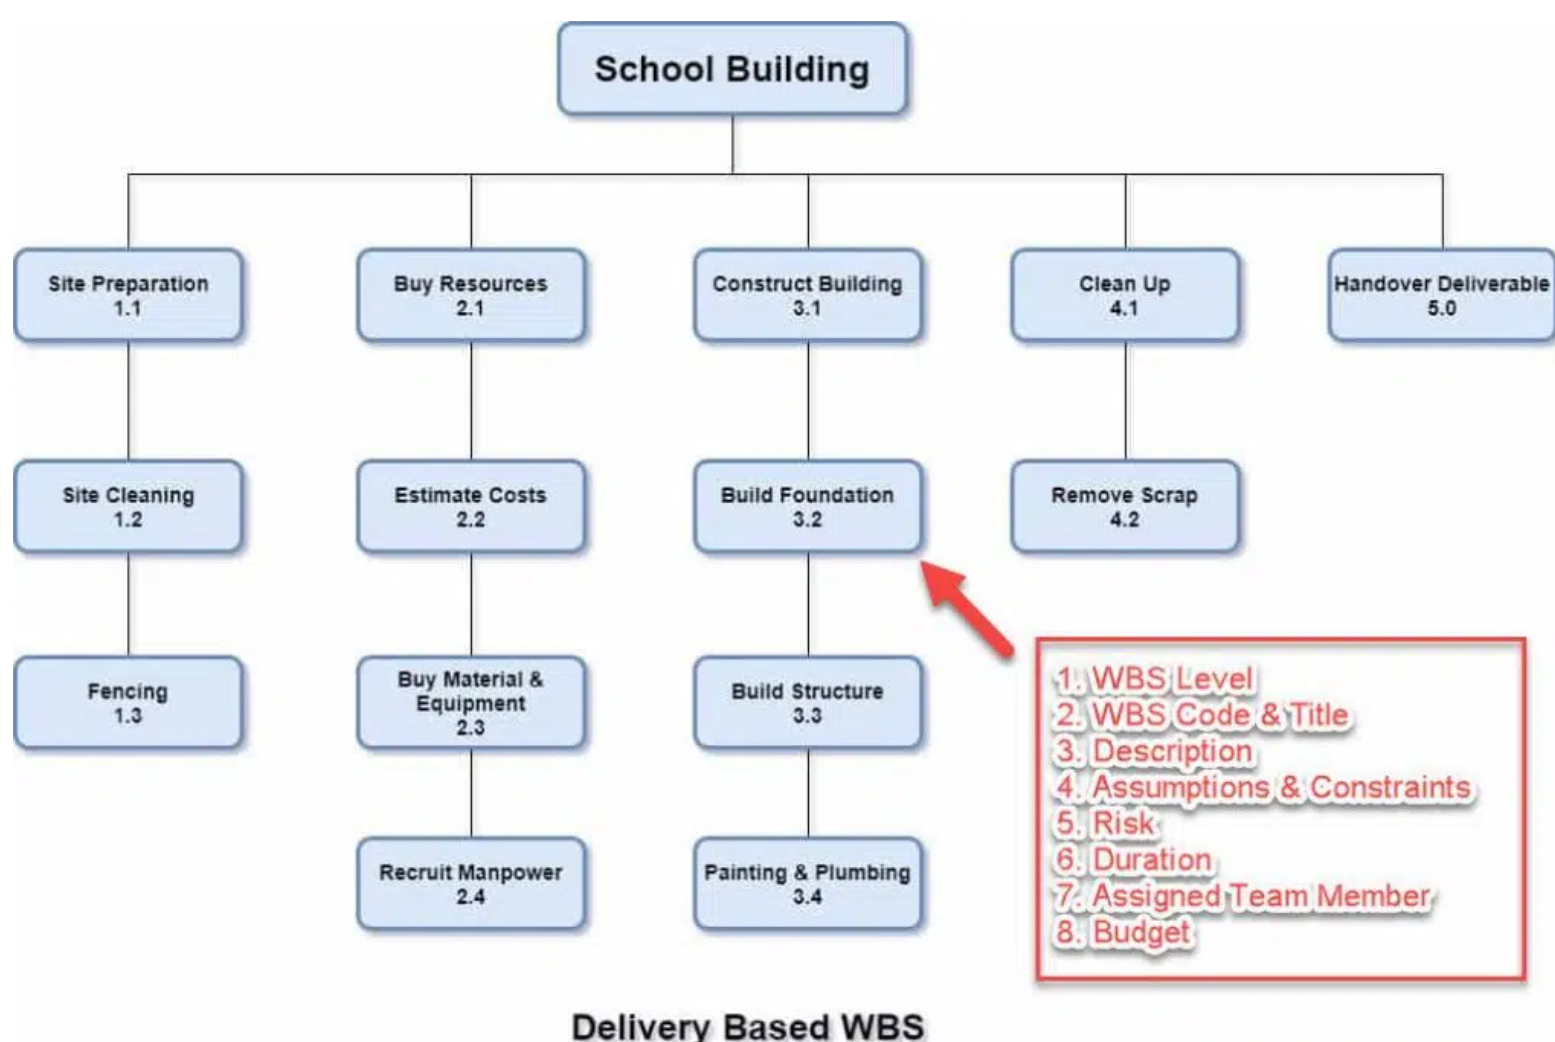 School Building
Site Preparation
1.1
Buy Resources
2.1
Construct Building
3.1
Clean Up
4.1
Handover Deliverable
5.0
Site Cleaning
1.2
Estimate Costs
2.2
Build Foundation
3.2
Remove Scrap
4.2
Fencing
1.3
Buy Material &
Equipment
2.3
Build Structure
3.3
Recruit Manpower
2.4
Painting & Plumbing
3.4
1. WBS Level
2. WBS Code & Title
3. Description
4. Assumptions & Constraints
5. Risk
6. Duration
7. Assigned Team Member
8. Budget
Delivery Based WBS